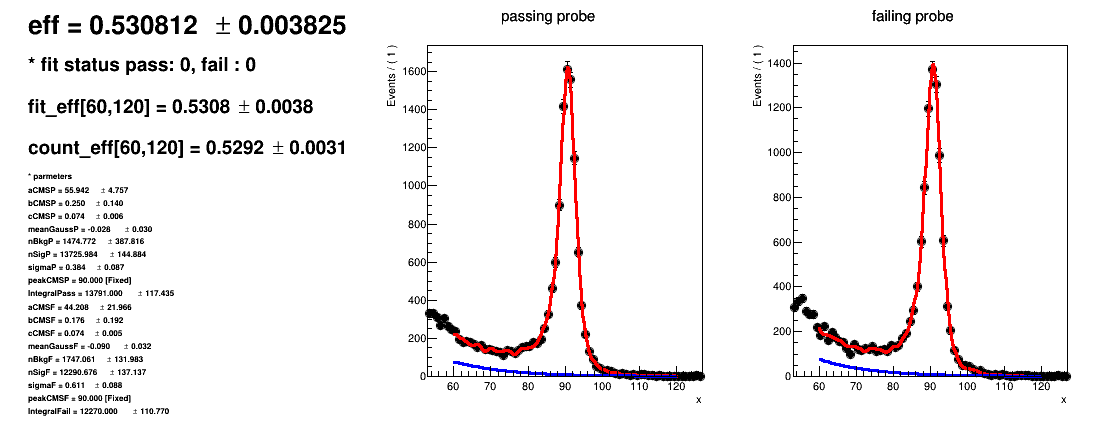 eff = 0.530812 ± 0.003825
* fit status pass: 0, fail : 0
fit_eff[60,120] = 0.5308 ± 0.0038
count_eff[60,120] = 0.5292 ± 0.0031
* parmeters
aCMSP = 55.942 ± 4.757
bCMSP = 0.250 ± 0.140
cCMSP = 0.074 ± 0.006
meanGaussP = -0.028 ± 0.030
nBkgP = 1474.772 ± 387.816
nSigP = 13725.984 ± 144.884
sigmaP = 0.384 ± 0.087
peakCMSP = 90.000 [Fixed]
IntegralPass = 13791.000 ± 117.435
aCMSF = 44.208 ± 21.966
bCMSF = 0.176 ± 0.192
cCMSF = 0.074 ± 0.005
meanGaussF = -0.090 ± 0.032
nBkgF = 1747.061 ± 131.983
nSigF = 12290.676 ± 137.137
sigmaF = 0.611 ± 0.088
peakCMSF = 90.000 [Fixed]
IntegralFail = 12270.000 ± 110.770
passing probe
Events / ( 1 )
1600
1400
1200
1000
800
600
400
200
0
60 70 80 90 100 110 120
x
failing probe
Events / ( 1 )
1400
1200
1000
800
600
400
200
0
60 70 80 90 100 110 120
x